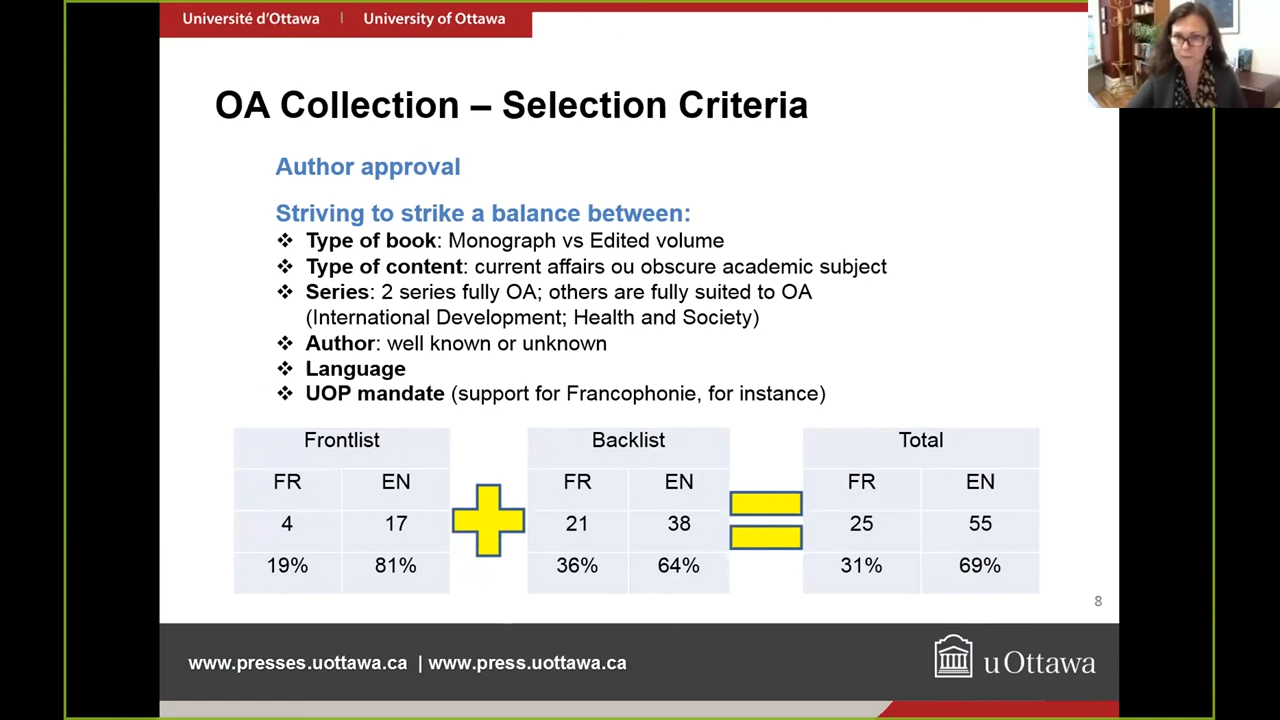 Université d'Ottawa | University of Ottawa
OA Collection – Selection Criteria
Author approval
Striving to strike a balance between:
❖ Type of book: Monograph vs Edited volume
❖ Type of content: current affairs ou obscure academic subject
❖ Series: 2 series fully OA; others are fully suited to OA
(International Development; Health and Society)
❖ Author: well known or unknown
❖ Language
❖ UOP mandate (support for Francophonie, for instance)
Frontlist Backlist Total
FR EN FR EN FR EN
4 17 21 38 25 55
19% 81% 36% 64% 31% 69%
8
www.presses.uottawa.ca | www.press.uottawa.ca
uOttawa